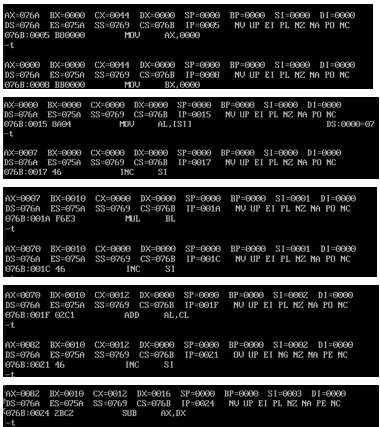 AX=076A  BX=0000  CX=0044  DX=0000  SP=0000  BP=0000  SI=0000  DI=0000
DS=076A  ES=075A  SS=0769  CS=076B  IP=0005   NV UP EI PL NZ NA PO NC
076B:0005 B80000        MOV     AX,0000
-t
AX=0000  BX=0000  CX=0044  DX=0000  SP=0000  BP=0000  SI=0000  DI=0000
DS=076A  ES=075A  SS=0769  CS=076B  IP=0008   NV UP EI PL NZ NA PO NC
076B:0008 BB0000        MOV     BX,0000
AX=0000  BX=0000  CX=0000  DX=0000  SP=0000  BP=0000  SI=0000  DI=0000
DS=076A  ES=075A  SS=0769  CS=076B  IP=0015   NV UP EI PL NZ NA PO NC
076B:0015 8A04          MOV     AL,[SI]                            DS:0000=07
-t
AX=0007  BX=0000  CX=0000  DX=0000  SP=0000  BP=0000  SI=0000  DI=0000
DS=076A  ES=075A  SS=0769  CS=076B  IP=0017   NV UP EI PL NZ NA PO NC
076B:0017 46            INC     SI
AX=0007  BX=0010  CX=0000  DX=0000  SP=0000  BP=0000  SI=0001  DI=0000
DS=076A  ES=075A  SS=0769  CS=076B  IP=001A   NV UP EI PL NZ NA PO NC
076B:001A F6E3          MUL     BL
-t
AX=0070  BX=0010  CX=0000  DX=0000  SP=0000  BP=0000  SI=0001  DI=0000
DS=076A  ES=075A  SS=0769  CS=076B  IP=001C   NV UP EI PL NZ NA PO NC
076B:001C 46            INC     SI
AX=0070  BX=0010  CX=0012  DX=0000  SP=0000  BP=0000  SI=0002  DI=0000
DS=076A  ES=075A  SS=0769  CS=076B  IP=001F   NV UP EI PL NZ NA PO NC
076B:001F 02C1          ADD     AL,CL
-t
AX=0082  BX=0010  CX=0012  DX=0000  SP=0000  BP=0000  SI=0002  DI=0000
DS=076A  ES=075A  SS=0769  CS=076B  IP=0021   OV UP EI NG NZ NA PE NC
076B:0021 46            INC     SI
-t
AX=0082  BX=0010  CX=0012  DX=0016  SP=0000  BP=0000  SI=0003  DI=0000
DS=076A  ES=075A  SS=0769  CS=076B  IP=0024   NV UP EI PL NZ NA PE NC
076B:0024 2BC2          SUB     AX,DX